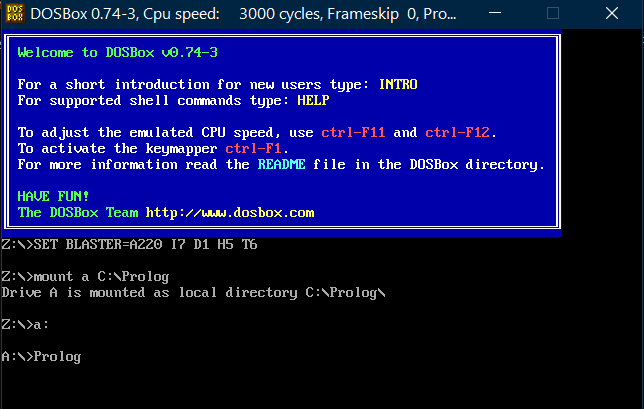 DOS
BOX
DOSBox 0.74-3, Cpu speed: 3000 cycles, Frameskip 0, Pro...
Welcome to DOSBox v0.74-3
For a short introduction for new users type: INTRO
For supported shell commands type: HELP
To adjust the emulated CPU speed, use ctrl-F11 and ctrl-F12.
To activate the keymapper ctrl-F1.
For more information read the README file in the DOSBox directory.
HAVE FUN!
The DOSBox Team http://www.dosbox.com
Z:\>SET BLASTER=A220 I7 D1 H5 T6
Z:\>mount a C:\Prolog
Drive A is mounted as local directory C:\Prolog\
Z:\>a:
A:\>Prolog